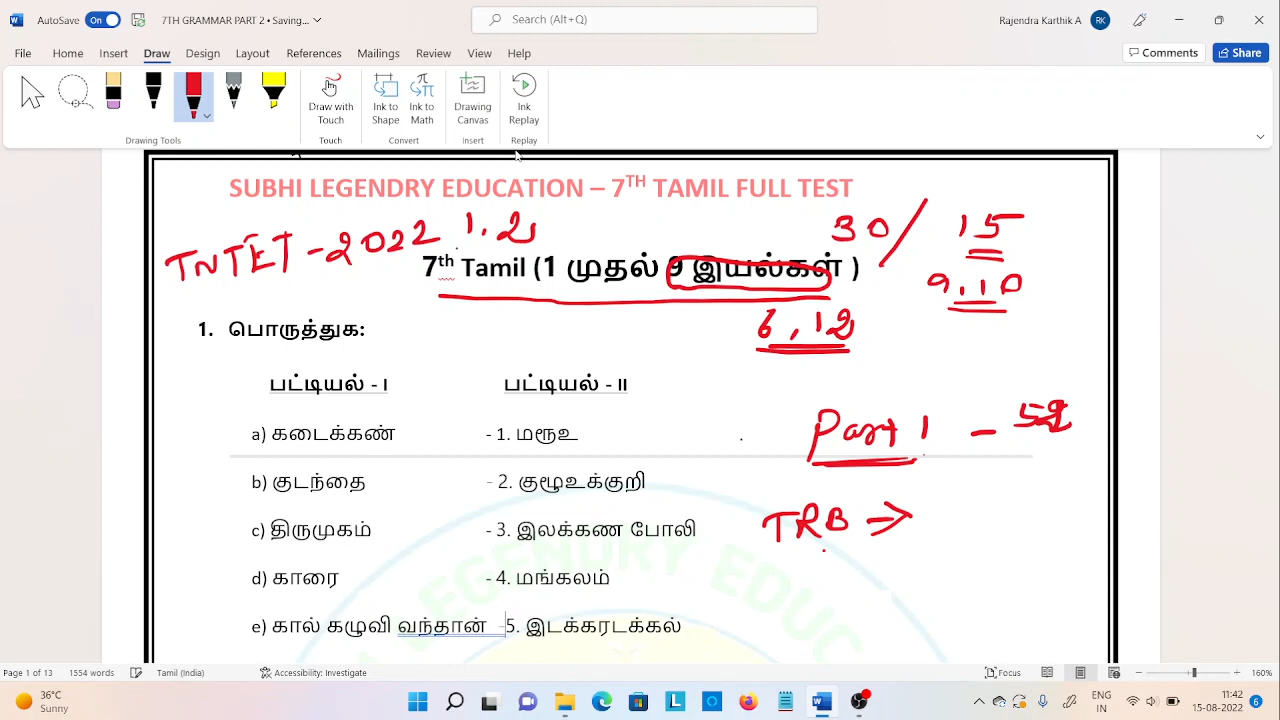 AutoSave On 7TH GRAMMAR PART 2 - Saved Search (Alt+Q) Rajendra Karthik A RK
File Home Insert Draw Design Layout References Mailings Review View Help Comments Share
Draw with Touch Ink to Shape Ink to Math Drawing Canvas Ink Replay
Drawing Tools Touch Convert Insert Replay
SUBHI LEGENDRY EDUCATION – 7TH TAMIL FULL TEST
TNTET-2022 1.2 30/15
7th Tamil (1 முதல் 9 இயல்கள் ) 9,10
6,12
1. பொருத்துக:
பட்டியல் - I பட்டியல் - II
a) கடைக்கண் - 1. மரூஉ
Part 1 -
b) குடந்தை - 2. குழூஉக்குறி
c) திருமுகம் - 3. இலக்கண போலி
TRB →
d) காரை - 4. மங்கலம்
e) கால் கழுவி வந்தான் -5. இடக்கரடக்கல்
LEGENDRY EDUC
Page 1 of 13 1554 words Tamil (India) Accessibility: Investigate Focus 160%
36°C
Sunny
ENG
IN
11:42
15-08-2022
6